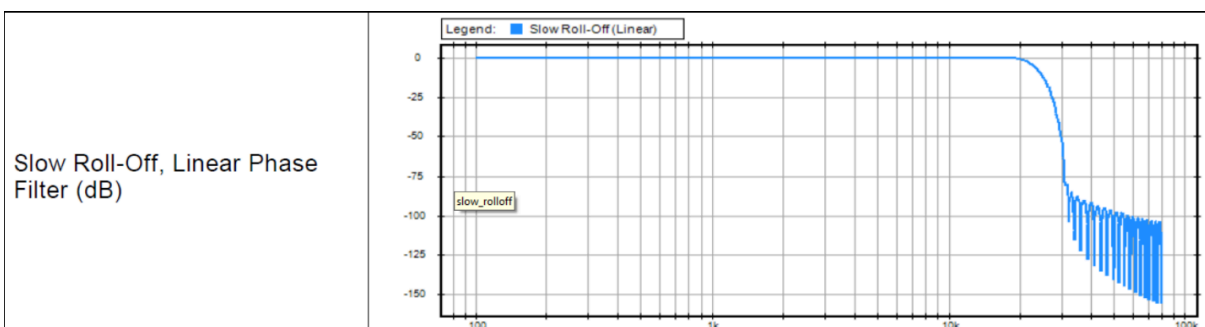 Legend: Slow Roll-Off (Linear)
0
-25
-50
-75
-100
-125
-150
Slow Roll-Off, Linear Phase
Filter (dB)
slow_rolloff
100 1k 10k 100k